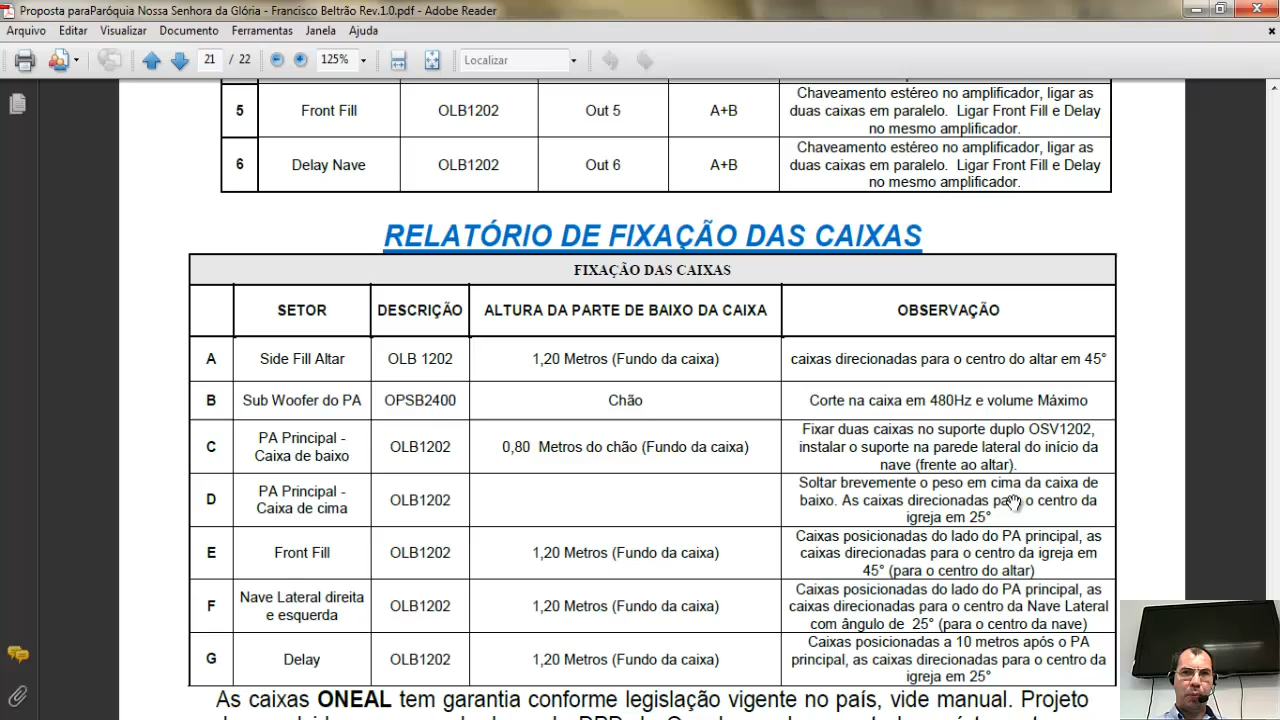 Proposta paraParóquia Nossa Senhora da Glória - Francisco Beltrão Rev.1.0.pdf - Adobe Reader
Arquivo Editar Visualizar Documento Ferramentas Janela Ajuda
21 / 22 125% Localizar
5 Front Fill OLB1202 Out 5 A+B Chaveamento estéreo no amplificador, ligar as
duas caixas em paralelo. Ligar Front Fill e Delay
no mesmo amplificador.
6 Delay Nave OLB1202 Out 6 A+B Chaveamento estéreo no amplificador, ligar as
duas caixas em paralelo. Ligar Front Fill e Delay
no mesmo amplificador.
RELATÓRIO DE FIXAÇÃO DAS CAIXAS
FIXAÇÃO DAS CAIXAS
SETOR DESCRIÇÃO ALTURA DA PARTE DE BAIXO DA CAIXA OBSERVAÇÃO
A Side Fill Altar OLB 1202 1,20 Metros (Fundo da caixa) caixas direcionadas para o centro do altar em 45°
B Sub Woofer do PA OPSB2400 Chão Corte na caixa em 480Hz e volume Máximo
C PA Principal -
Caixa de baixo OLB1202 0,80 Metros do chão (Fundo da caixa) Fixar duas caixas no suporte duplo OSV1202,
instalar o suporte na parede lateral do início da
nave (frente ao altar).
D PA Principal -
Caixa de cima OLB1202 Soltar brevemente o peso em cima da caixa de
baixo. As caixas direcionadas para o centro da
igreja em 25°
E Front Fill OLB1202 1,20 Metros (Fundo da caixa) Caixas posicionadas do lado do PA principal, as
caixas direcionadas para o centro da igreja em
45° (para o centro do altar)
F Nave Lateral direita
e esquerda OLB1202 1,20 Metros (Fundo da caixa) Caixas posicionadas do lado do PA principal, as
caixas direcionadas para o centro da Nave Lateral
com ângulo de 25° (para o centro da nave)
G Delay OLB1202 1,20 Metros (Fundo da caixa) Caixas posicionadas a 10 metros após o PA
principal, as caixas direcionadas para o centro da
igreja em 25°
As caixas ONEAL tem garantia conforme legislação vigente no país, vide manual. Projeto